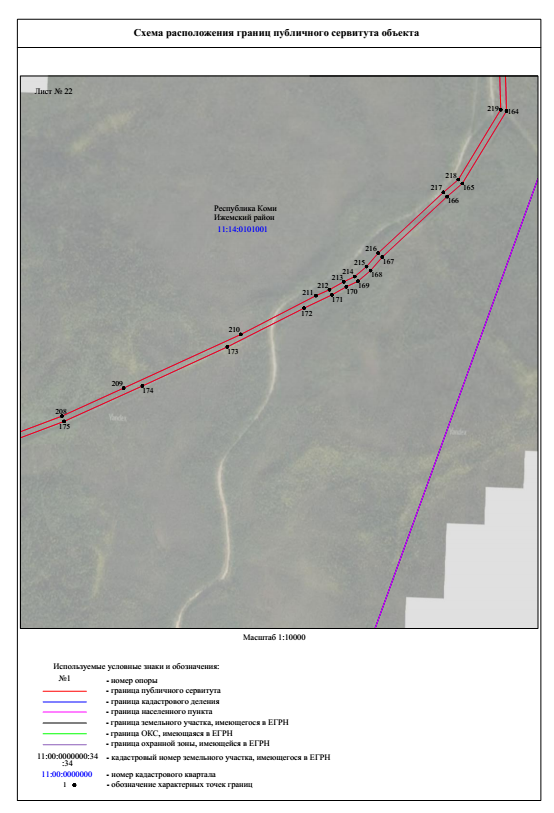 Схема расположения границ публичного сервитута объекта
Лист № 22
219
164
218
165
217
166
Республика Коми
Ижемский район
11:14:0101001
216
167
215
168
214
169
213
170
212
171
211
172
210
173
209
174
208
175
Масштаб 1:10000
Используемые условные знаки и обозначения:
№1 - номер опоры
- граница публичного сервитута
- граница кадастрового деления
- граница населенного пункта
- граница земельного участка, имеющегося в ЕГРН
- граница ОКС, имеющаяся в ЕГРН
- граница охранной зоны, имеющейся в ЕГРН
11:00:0000000:34 - кадастровый номер земельного участка, имеющегося в ЕГРН
:34
11:00:0000000 - номер кадастрового квартала
1 - обозначение характерных точек границ